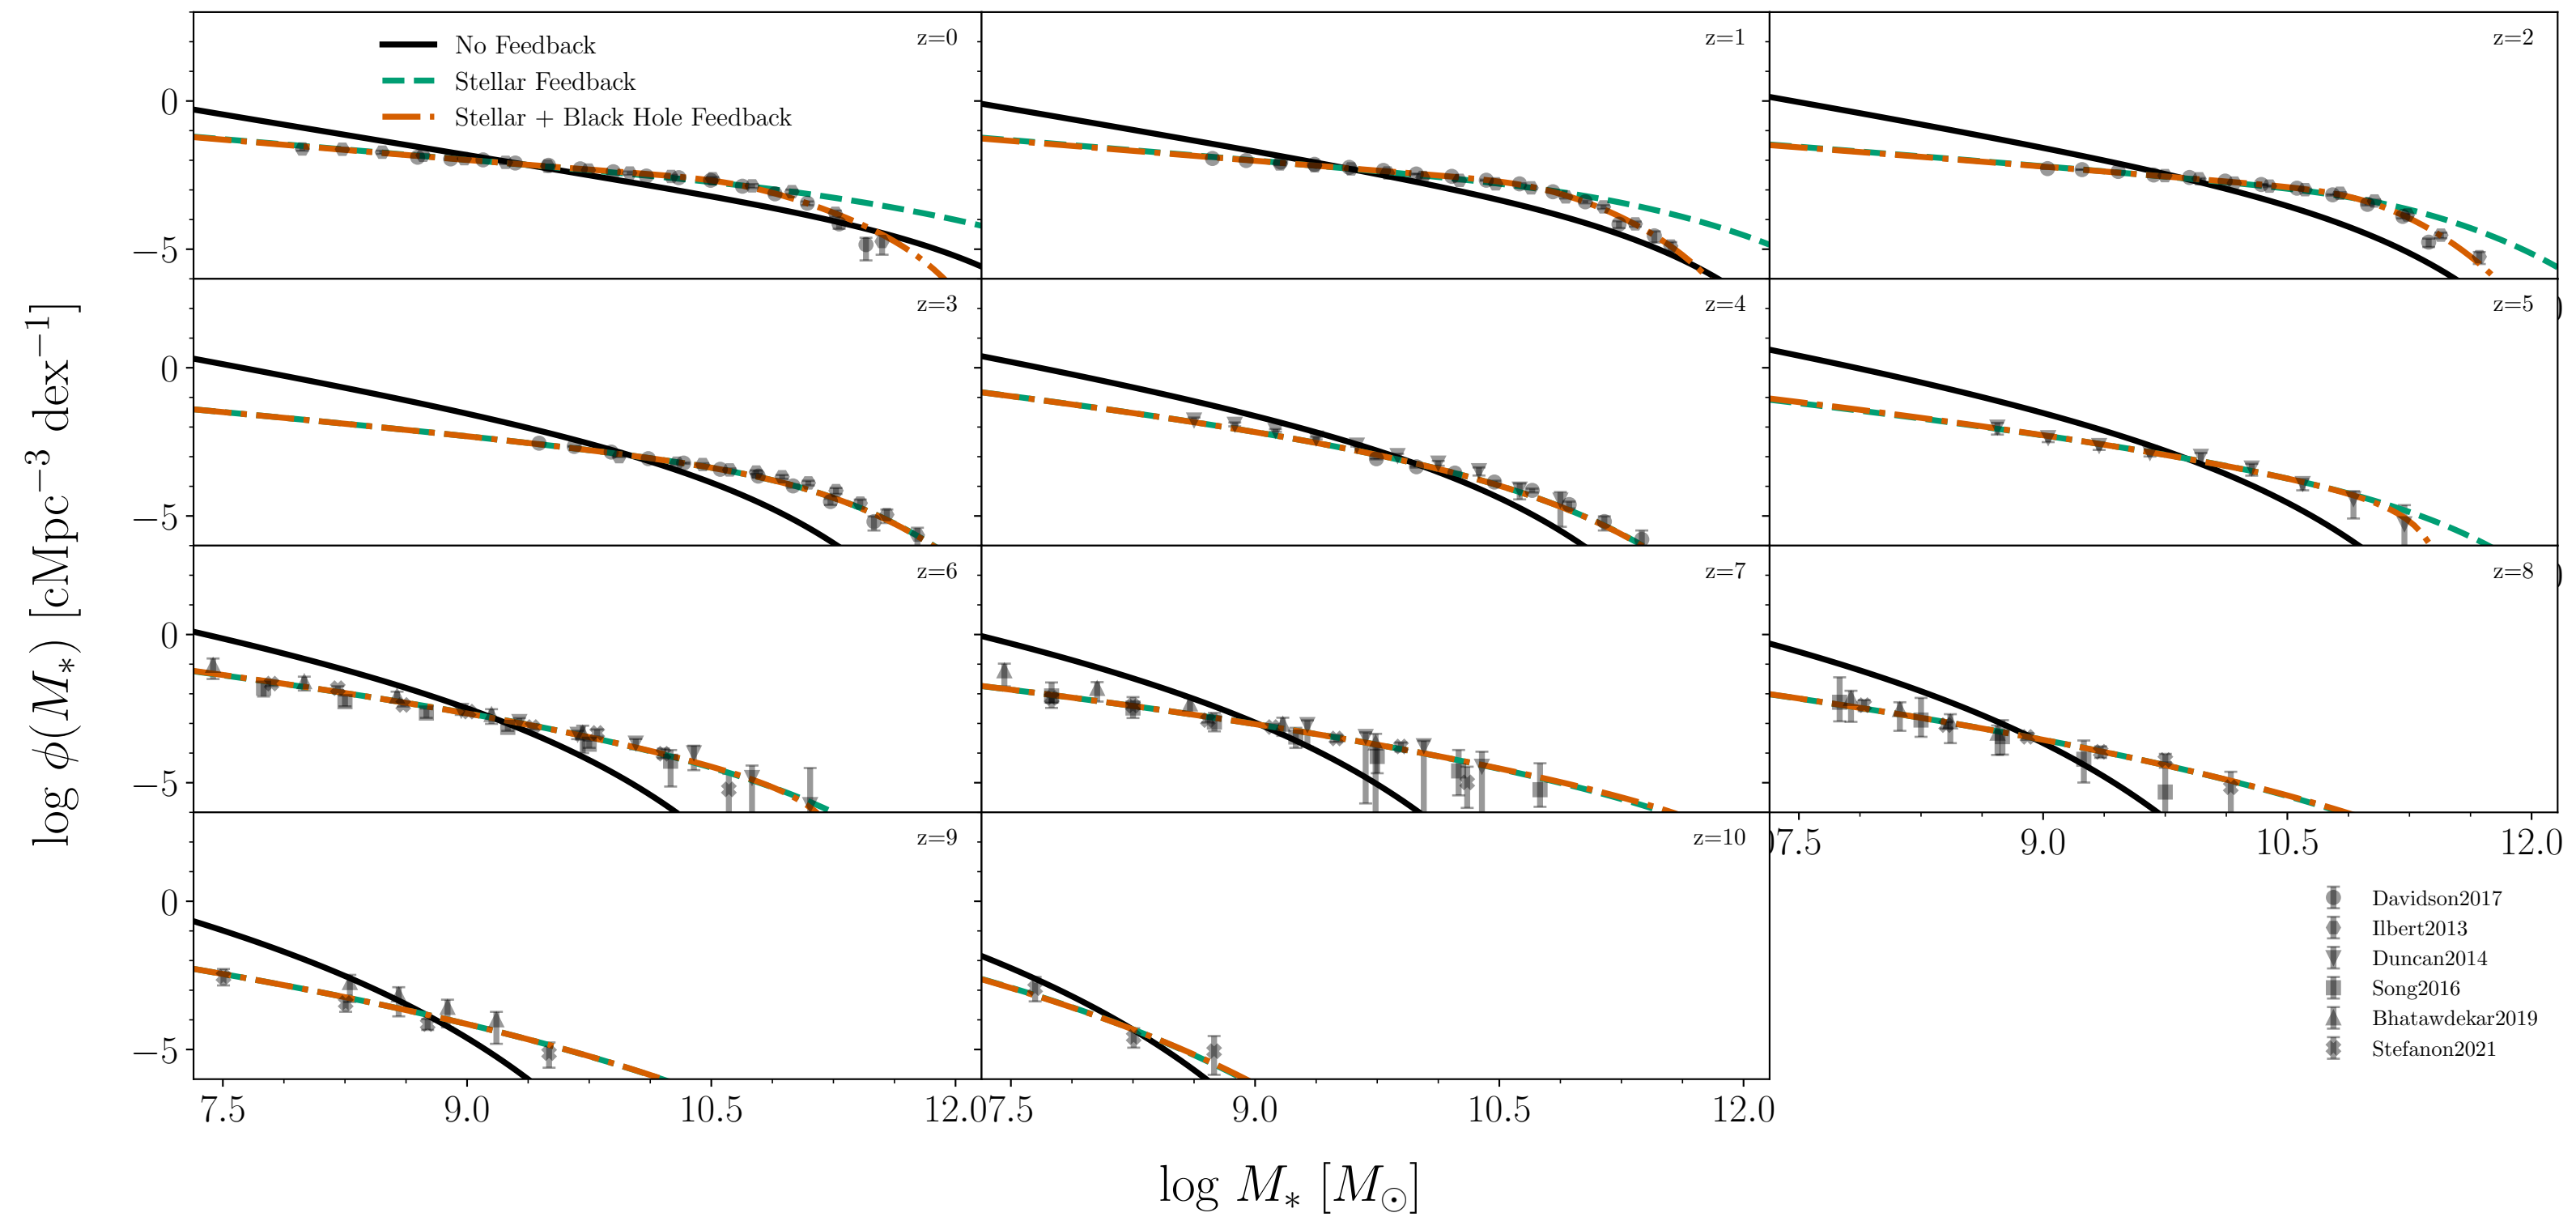 No Feedback
Stellar Feedback
Stellar + Black Hole Feedback
z=0
z=1
z=2
0
−5
z=3
z=4
z=5
0
−5
z=6
z=7
z=8
0
−5
7.5
9.0
10.5
12.0
z=9
z=10
0
−5
7.5
9.0
10.5
12.0
7.5
9.0
10.5
12.0
Davidson2017
Ilbert2013
Duncan2014
Song2016
Bhatawdekar2019
Stefanon2021
log ϕ(M∗) [cMpc⁻³ dex⁻¹]
log M∗ [M⊙]